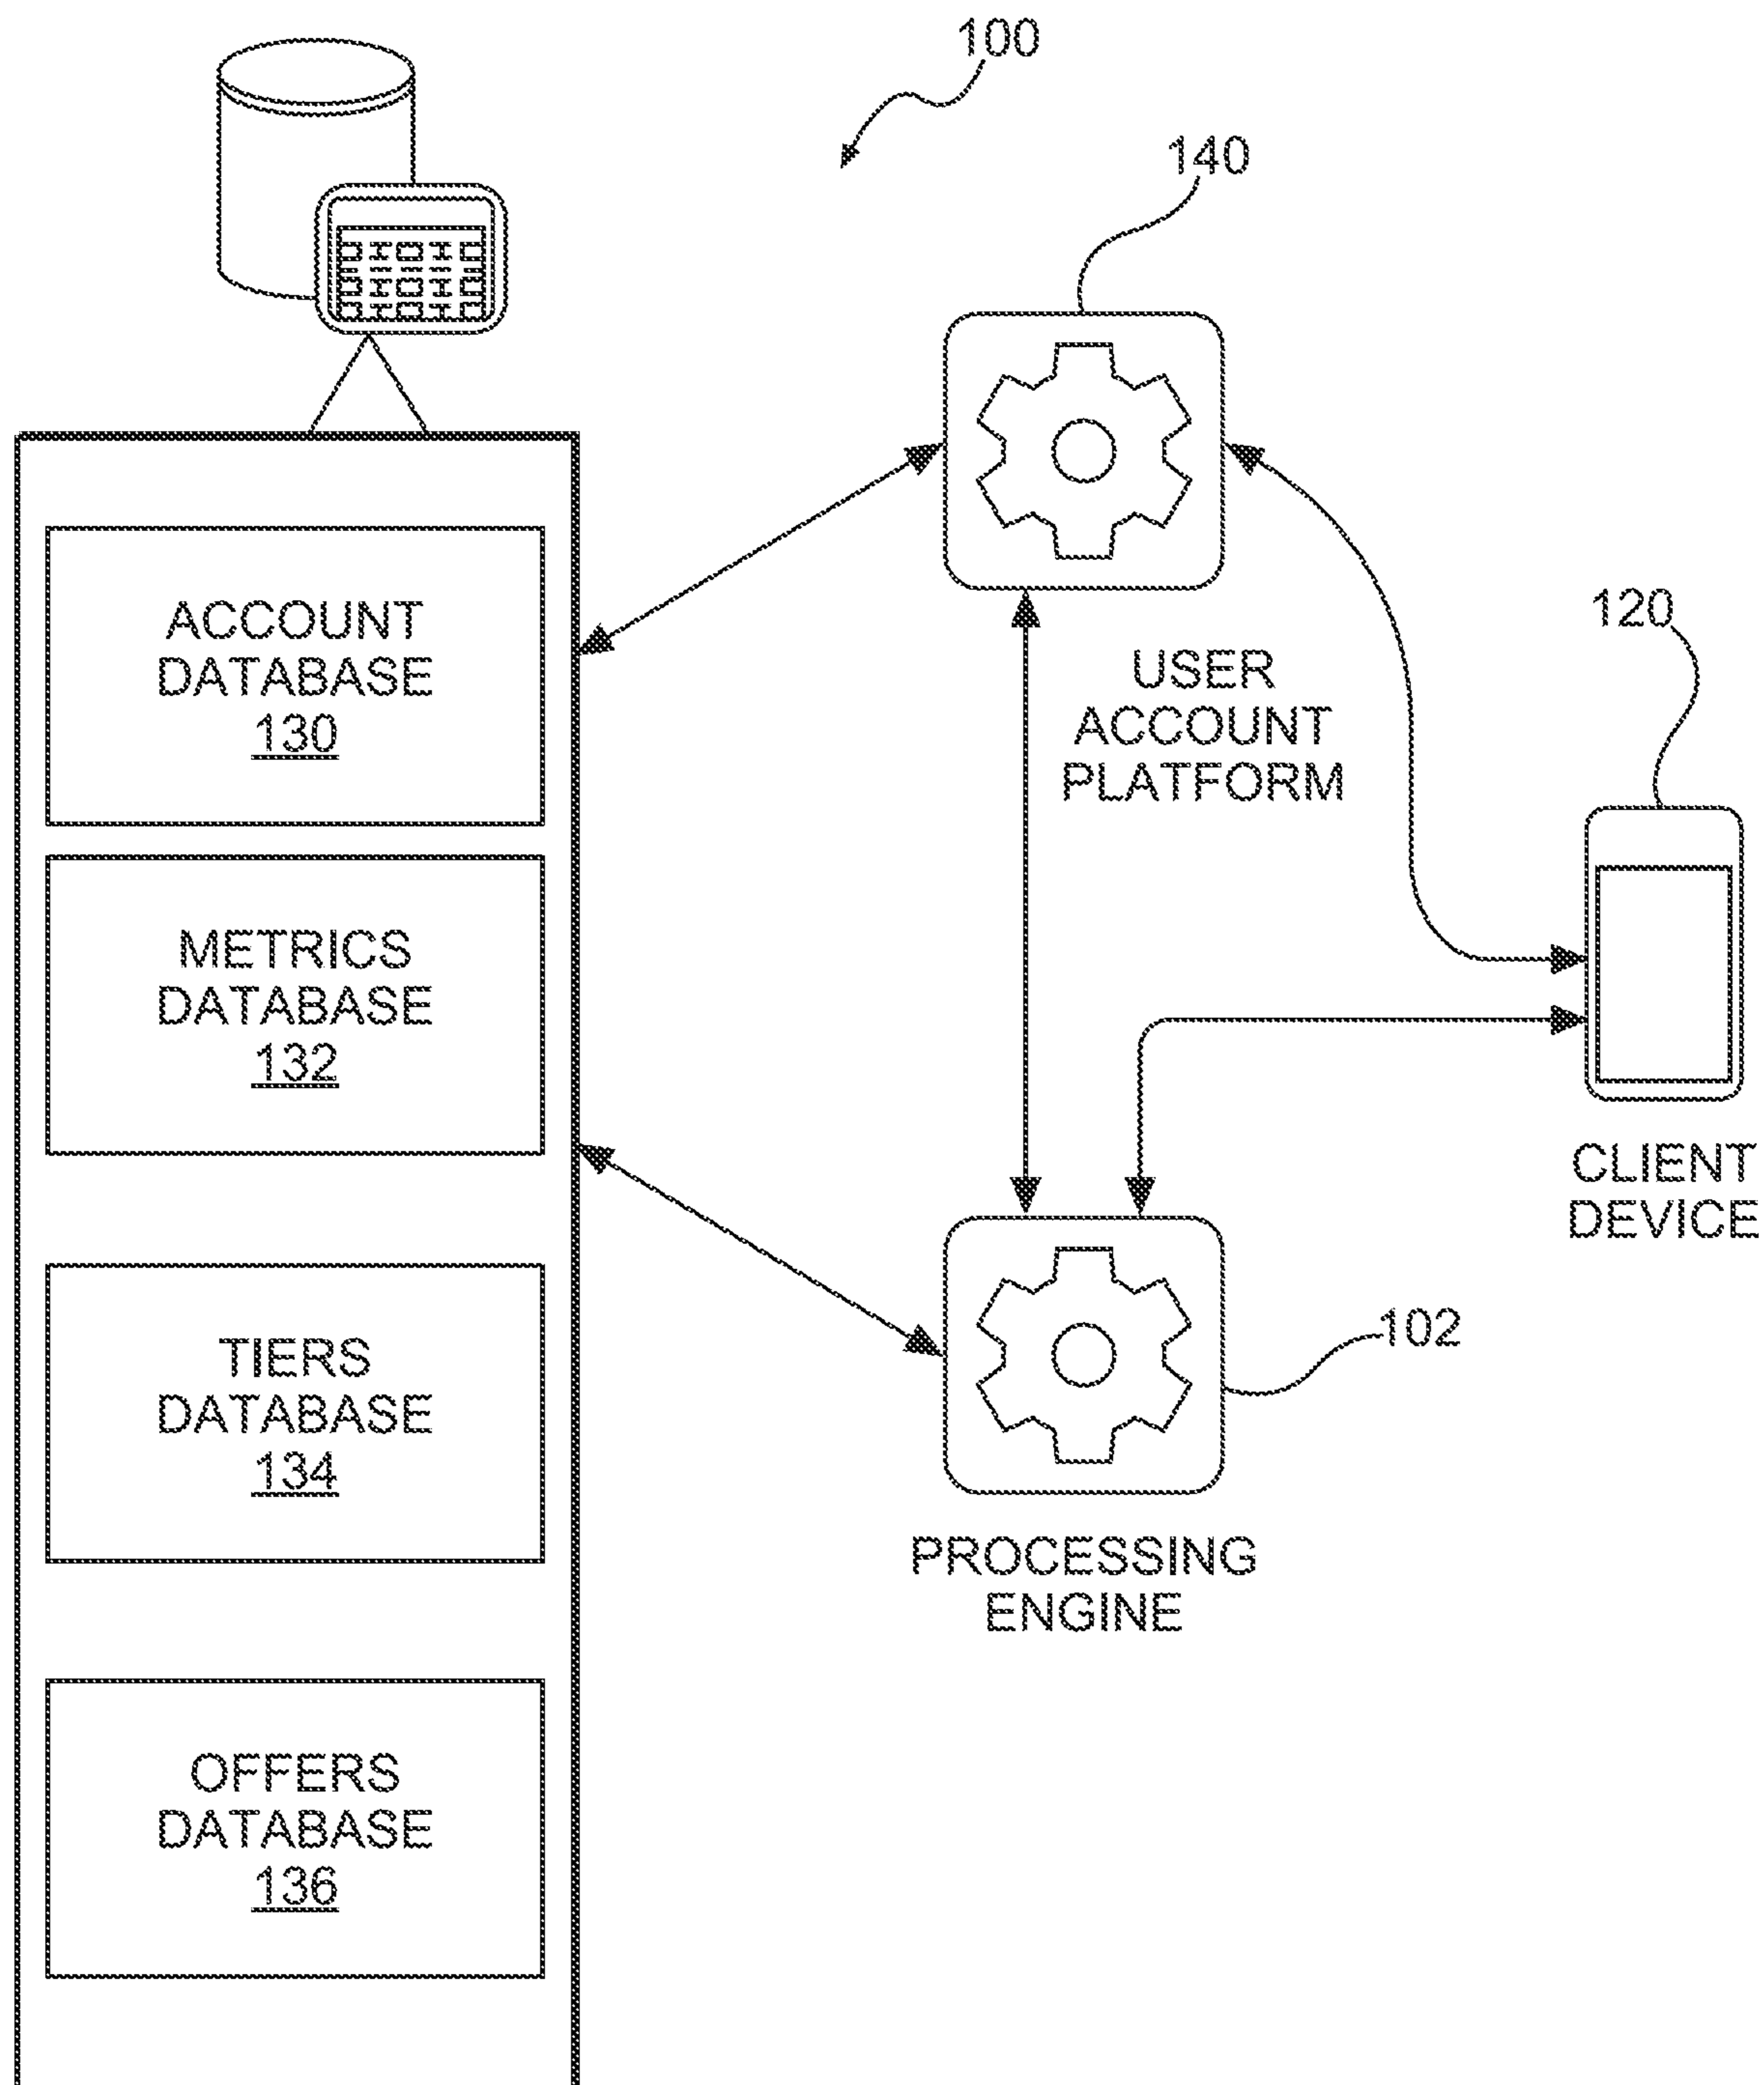 100
140
120
ACCOUNT
DATABASE
130
USER
ACCOUNT
PLATFORM
METRICS
DATABASE
132
CLIENT
DEVICE
TIERS
DATABASE
134
102
PROCESSING
ENGINE
OFFERS
DATABASE
136